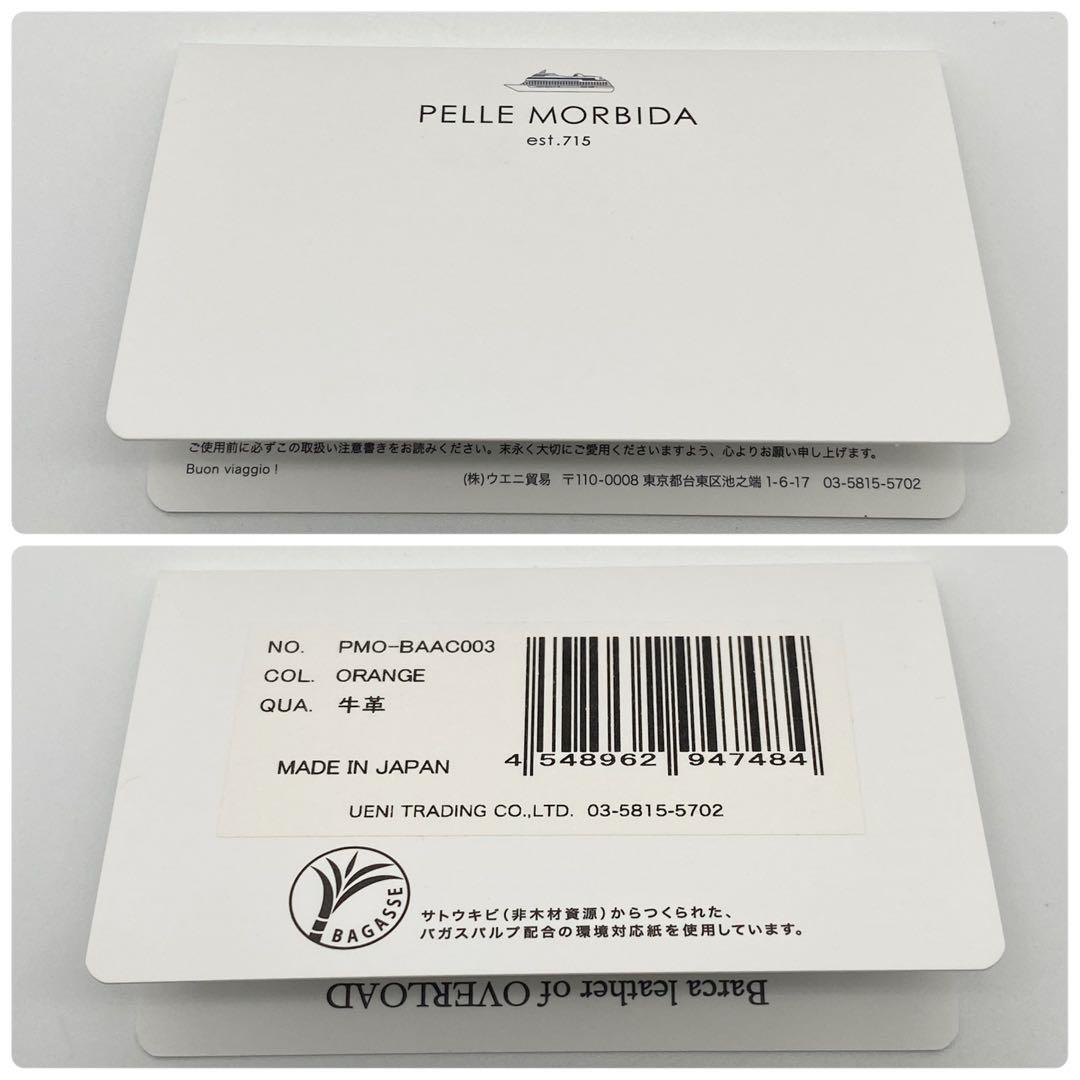 PELLE MORBIDA
est.715
ご使用前に必ずこの取扱い注意書きをお読みください。末永く大切にご愛用くださいますよう、心よりお願い申し上げます。
Buon viaggio !
(株)ウエニ貿易 〒110-0008 東京都台東区池之端 1-6-17 03-5815-5702
NO. PMO-BAAC003
COL. ORANGE
QUA. 牛革
MADE IN JAPAN
4 548962 947484
UENI TRADING CO.,LTD. 03-5815-5702
BAGASSE
サトウキビ(非木材資源)からつくられた、
バガスパルプ配合の環境対応紙を使用しています。
Barca leather of OVERLOAD